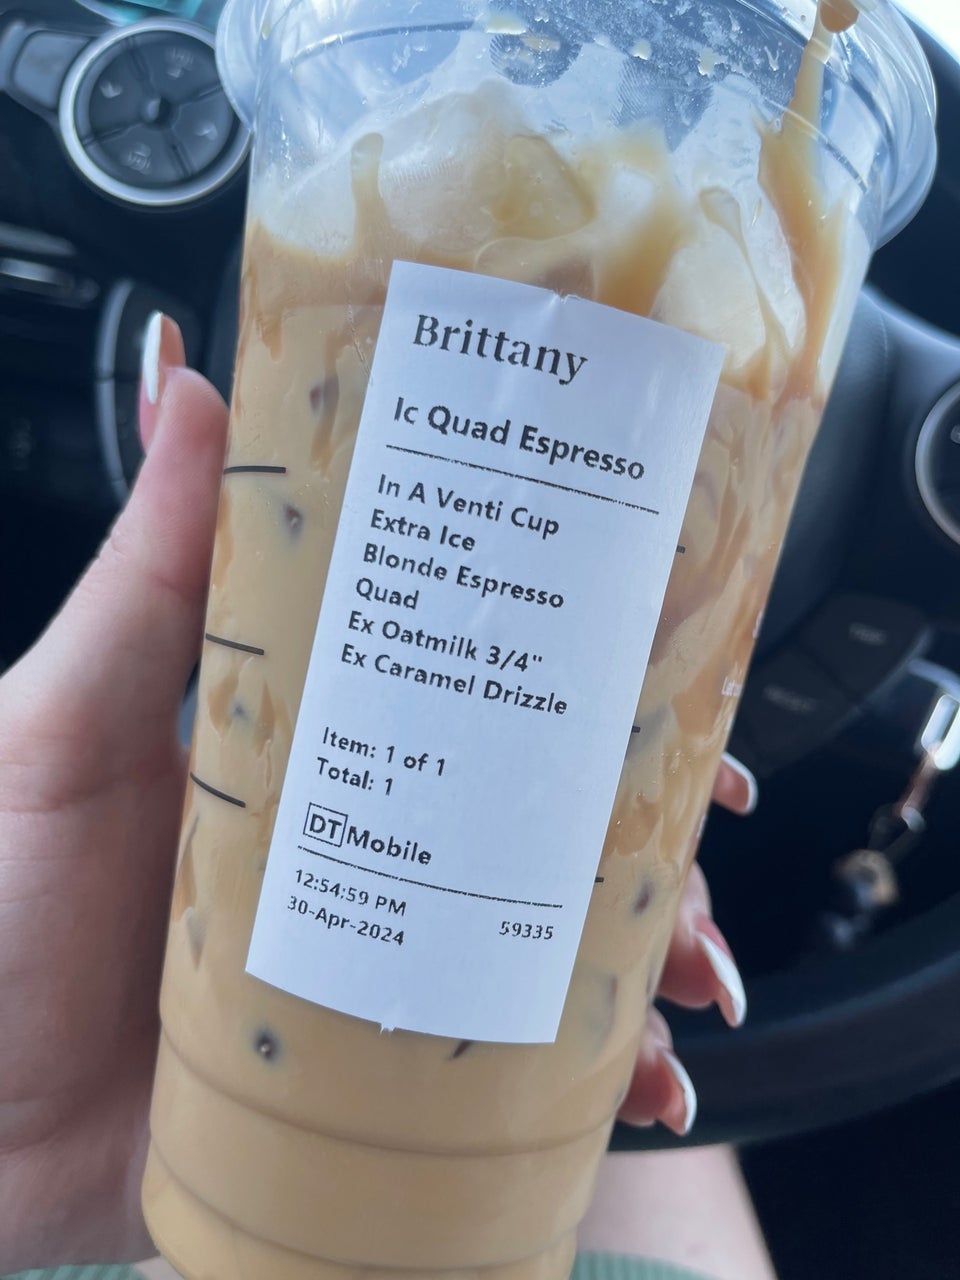 Brittany
Ic Quad Espresso
In A Venti Cup
Extra Ice
Blonde Espresso
Quad
Ex Oatmilk 3/4"
Ex Caramel Drizzle
Item: 1 of 1
Total: 1
DT Mobile
12:54:59 PM
30-Apr-2024 59335